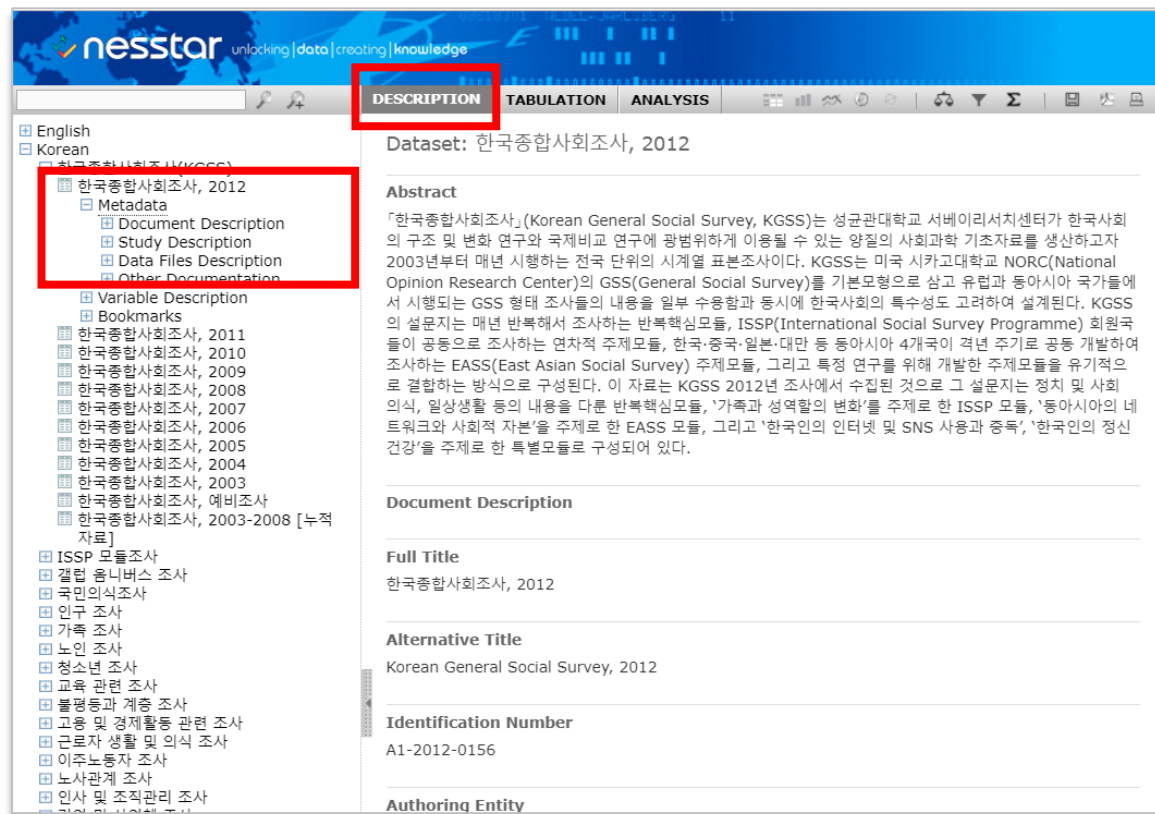 nesstar unlocking|data|creating|knowledge
DESCRIPTION TABULATION ANALYSIS
English
Korean
한국종합사회조사(KGSS)
한국종합사회조사, 2012
Metadata
Document Description
Study Description
Data Files Description
Other Documentation
Variable Description
Bookmarks
한국종합사회조사, 2011
한국종합사회조사, 2010
한국종합사회조사, 2009
한국종합사회조사, 2008
한국종합사회조사, 2007
한국종합사회조사, 2006
한국종합사회조사, 2005
한국종합사회조사, 2004
한국종합사회조사, 2003
한국종합사회조사, 예비조사
한국종합사회조사, 2003-2008 [누적
자료]
ISSP 모듈조사
갤럽 옴니버스 조사
국민의식조사
인구 조사
가족 조사
노인 조사
청소년 조사
교육 관련 조사
불평등과 계층 조사
고용 및 경제활동 관련 조사
근로자 생활 및 의식 조사
이주노동자 조사
노사관계 조사
인사 및 조직관리 조사
Dataset: 한국종합사회조사, 2012
Abstract
「한국종합사회조사」(Korean General Social Survey, KGSS)는 성균관대학교 서베이리서치센터가 한국사회
의 구조 및 변화 연구와 국제비교 연구에 광범위하게 이용될 수 있는 양질의 사회과학 기초자료를 생산하고자
2003년부터 매년 시행하는 전국 단위의 시계열 표본조사이다. KGSS는 미국 시카고대학교 NORC(National
Opinion Research Center)의 GSS(General Social Survey)를 기본모형으로 삼고 유럽과 동아시아 국가들에
서 시행되는 GSS 형태 조사들의 내용을 일부 수용함과 동시에 한국사회의 특수성도 고려하여 설계된다. KGSS
의 설문지는 매년 반복해서 조사하는 반복핵심모듈, ISSP(International Social Survey Programme) 회원국
들이 공동으로 조사하는 연차적 주제모듈, 한국·중국·일본·대만 등 동아시아 4개국이 격년 주기로 공동 개발하여
조사하는 EASS(East Asian Social Survey) 주제모듈, 그리고 특정 연구를 위해 개발한 주제모듈을 유기적으
로 결합하는 방식으로 구성된다. 이 자료는 KGSS 2012년 조사에서 수집된 것으로 그 설문지는 정치 및 사회
의식, 일상생활 등의 내용을 다룬 반복핵심모듈, '가족과 성역할의 변화'를 주제로 한 ISSP 모듈, '동아시아의 네
트워크와 사회적 자본'을 주제로 한 EASS 모듈, 그리고 '한국인의 인터넷 및 SNS 사용과 중독', '한국인의 정신
건강'을 주제로 한 특별모듈로 구성되어 있다.
Document Description
Full Title
한국종합사회조사, 2012
Alternative Title
Korean General Social Survey, 2012
Identification Number
A1-2012-0156
Authoring Entity